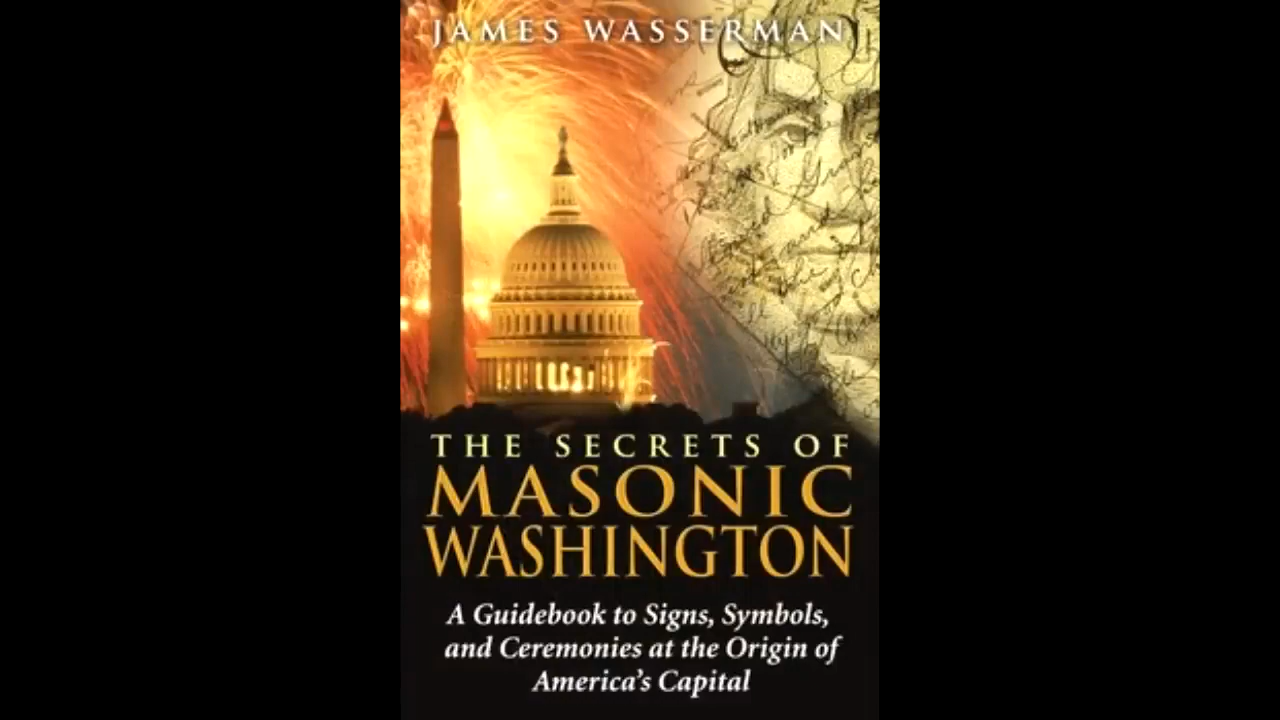 JAMES WASSERMAN
THE SECRETS OF
MASONIC
WASHINGTON
A Guidebook to Signs, Symbols,
and Ceremonies at the Origin of
America's Capital